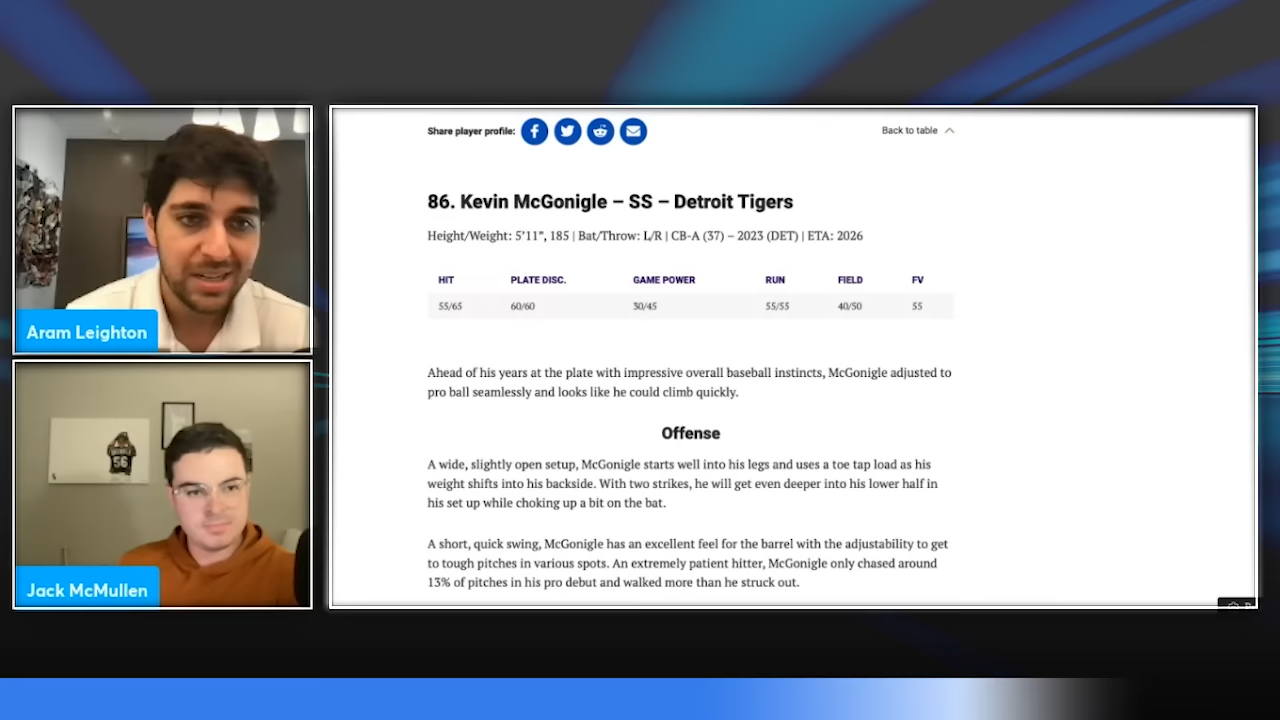 Share player profile:
Back to table
86. Kevin McGonigle – SS – Detroit Tigers
Height/Weight: 5'11", 185 | Bat/Throw: L/R | CB-A (37) – 2023 (DET) | ETA: 2026
HIT PLATE DISC. GAME POWER RUN FIELD FV
55/65 60/60 30/45 55/55 40/50 55
Ahead of his years at the plate with impressive overall baseball instincts, McGonigle adjusted to
pro ball seamlessly and looks like he could climb quickly.
Offense
A wide, slightly open setup, McGonigle starts well into his legs and uses a toe tap load as his
weight shifts into his backside. With two strikes, he will get even deeper into his lower half in
his set up while choking up a bit on the bat.
A short, quick swing, McGonigle has an excellent feel for the barrel with the adjustability to get
to tough pitches in various spots. An extremely patient hitter, McGonigle only chased around
13% of pitches in his pro debut and walked more than he struck out.
Aram Leighton
56
Jack McMullen